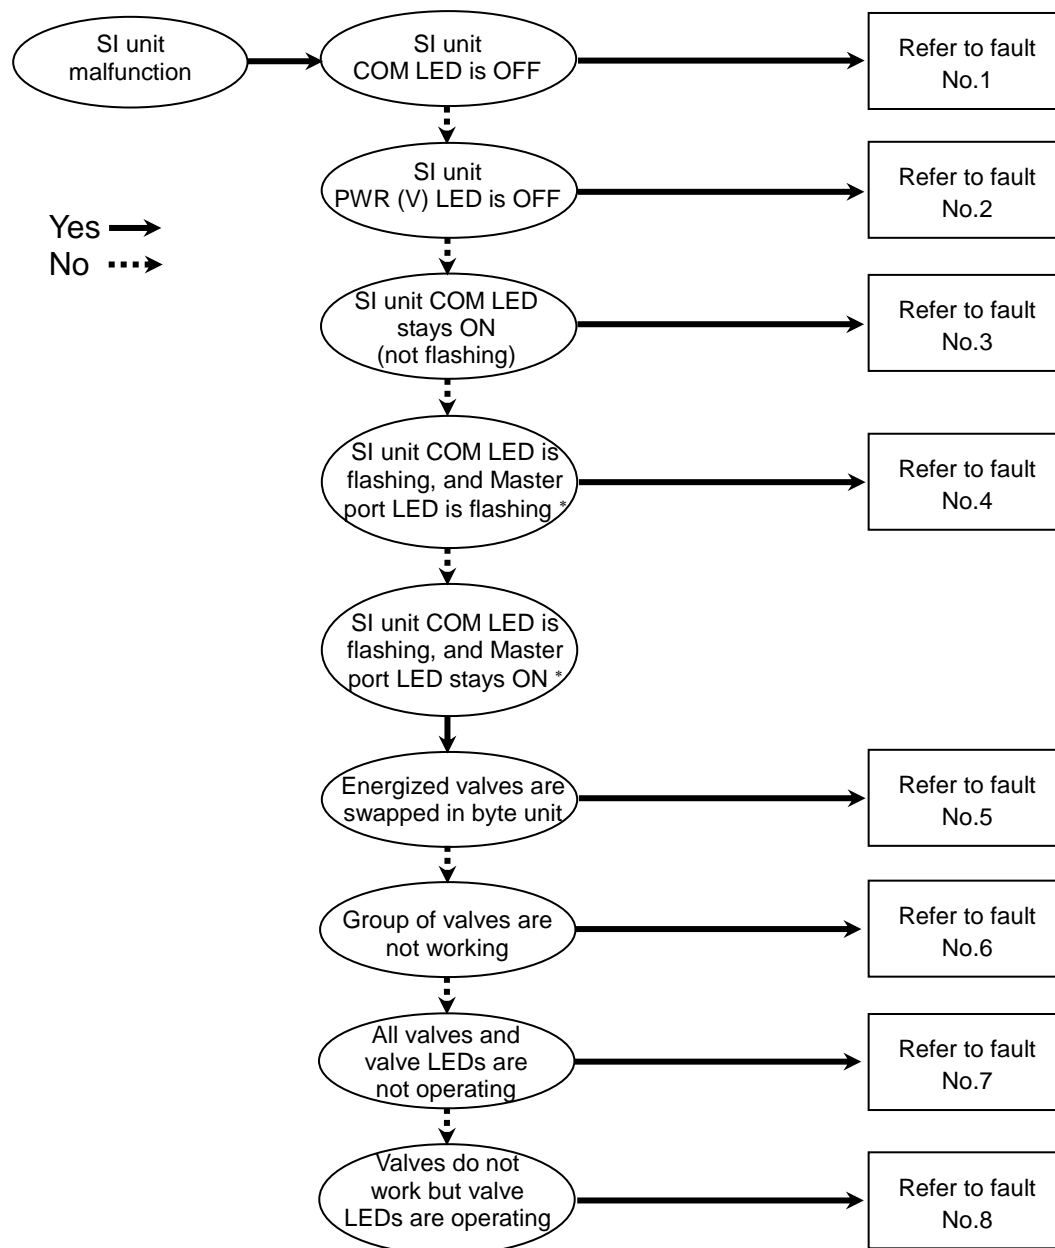 SI unit
malfunction
SI unit
COM LED is OFF
Refer to fault
No.1
SI unit
PWR (V) LED is OFF
Refer to fault
No.2
Yes
No
SI unit COM LED
stays ON
(not flashing)
Refer to fault
No.3
SI unit COM LED is
flashing, and Master
port LED is flashing *
Refer to fault
No.4
SI unit COM LED is
flashing, and Master
port LED stays ON *
Energized valves are
swapped in byte unit
Refer to fault
No.5
Group of valves are
not working
Refer to fault
No.6
All valves and
valve LEDs are
not operating
Refer to fault
No.7
Valves do not
work but valve
LEDs are operating
Refer to fault
No.8